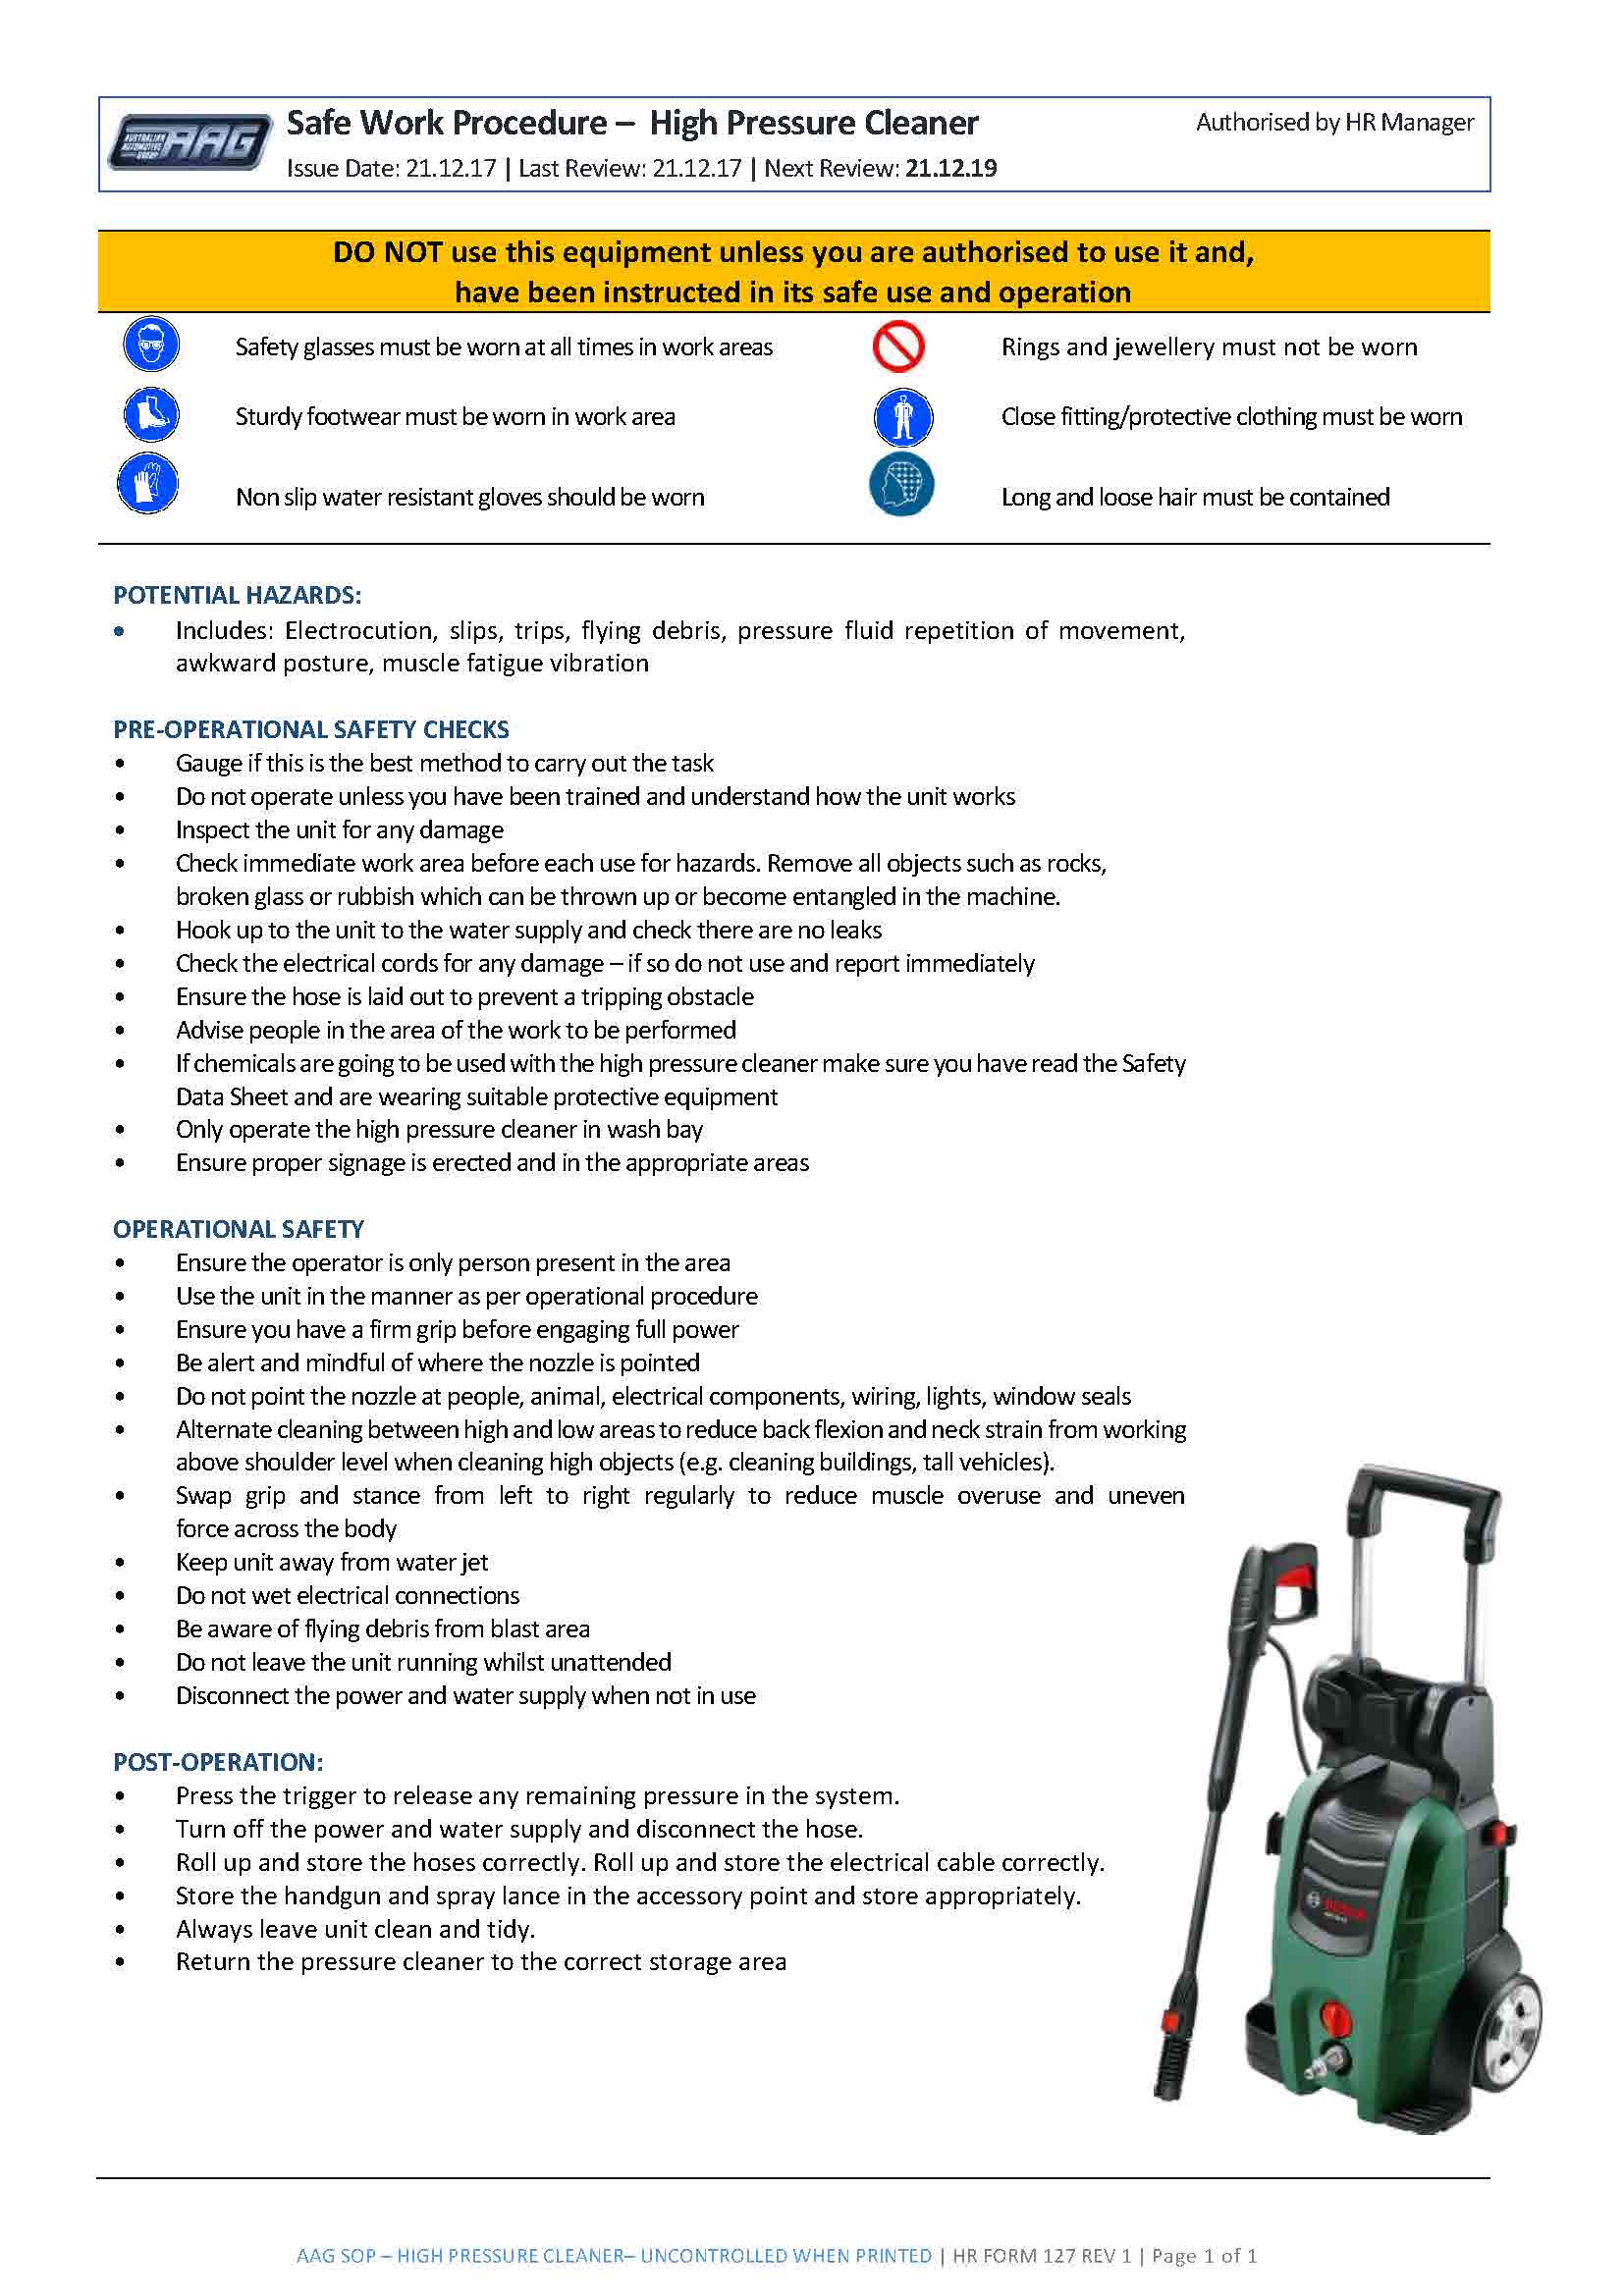 AUSTRALIAN
AUTOMOTIVE
GROUP
AAG
Safe Work Procedure – High Pressure Cleaner
Authorised by HR Manager
Issue Date: 21.12.17 | Last Review: 21.12.17 | Next Review: 21.12.19
DO NOT use this equipment unless you are authorised to use it and,
have been instructed in its safe use and operation
Safety glasses must be worn at all times in work areas
Rings and jewellery must not be worn
Sturdy footwear must be worn in work area
Close fitting/protective clothing must be worn
Non slip water resistant gloves should be worn
Long and loose hair must be contained
POTENTIAL HAZARDS:
• Includes: Electrocution, slips, trips, flying debris, pressure fluid repetition of movement,
awkward posture, muscle fatigue vibration
PRE-OPERATIONAL SAFETY CHECKS
• Gauge if this is the best method to carry out the task
• Do not operate unless you have been trained and understand how the unit works
• Inspect the unit for any damage
• Check immediate work area before each use for hazards. Remove all objects such as rocks,
broken glass or rubbish which can be thrown up or become entangled in the machine.
• Hook up to the unit to the water supply and check there are no leaks
• Check the electrical cords for any damage – if so do not use and report immediately
• Ensure the hose is laid out to prevent a tripping obstacle
• Advise people in the area of the work to be performed
• If chemicals are going to be used with the high pressure cleaner make sure you have read the Safety
Data Sheet and are wearing suitable protective equipment
• Only operate the high pressure cleaner in wash bay
• Ensure proper signage is erected and in the appropriate areas
OPERATIONAL SAFETY
• Ensure the operator is only person present in the area
• Use the unit in the manner as per operational procedure
• Ensure you have a firm grip before engaging full power
• Be alert and mindful of where the nozzle is pointed
• Do not point the nozzle at people, animal, electrical components, wiring, lights, window seals
• Alternate cleaning between high and low areas to reduce back flexion and neck strain from working
above shoulder level when cleaning high objects (e.g. cleaning buildings, tall vehicles).
• Swap grip and stance from left to right regularly to reduce muscle overuse and uneven
force across the body
• Keep unit away from water jet
• Do not wet electrical connections
• Be aware of flying debris from blast area
• Do not leave the unit running whilst unattended
• Disconnect the power and water supply when not in use
POST-OPERATION:
• Press the trigger to release any remaining pressure in the system.
• Turn off the power and water supply and disconnect the hose.
• Roll up and store the hoses correctly. Roll up and store the electrical cable correctly.
• Store the handgun and spray lance in the accessory point and store appropriately.
• Always leave unit clean and tidy.
• Return the pressure cleaner to the correct storage area
BOSCH
AAG SOP – HIGH PRESSURE CLEANER– UNCONTROLLED WHEN PRINTED | HR FORM 127 REV 1 | Page 1 of 1